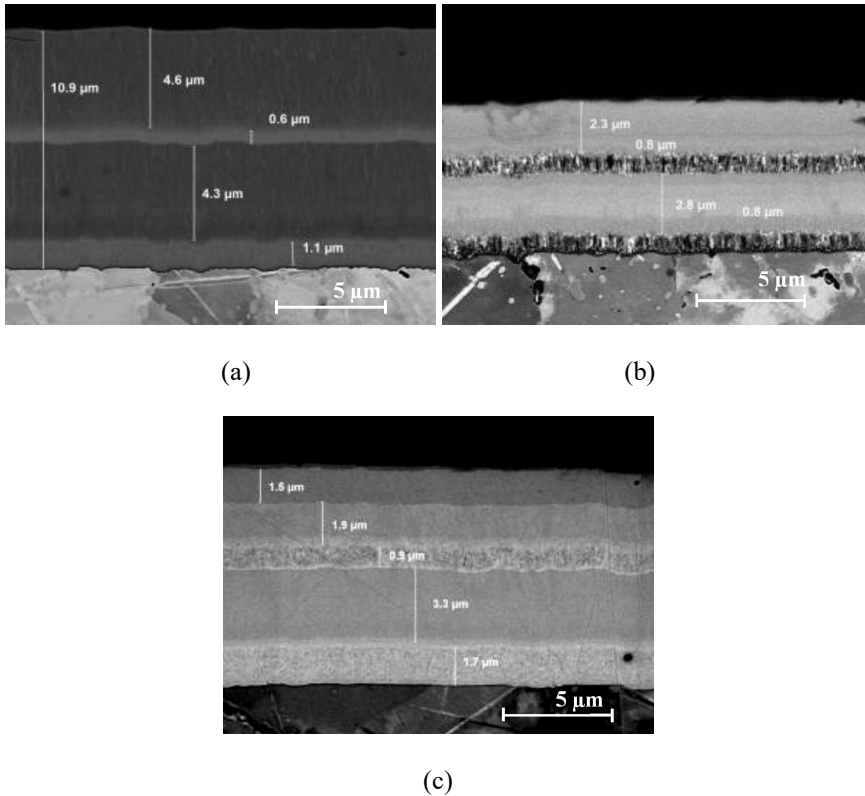 10.9 µm
4.6 µm
0.6 µm
4.3 µm
1.1 µm
5 µm
(a)
2.3 µm
0.8 µm
2.8 µm
0.8 µm
5 µm
(b)
1.5 µm
1.9 µm
0.9 µm
3.3 µm
1.7 µm
5 µm
(c)